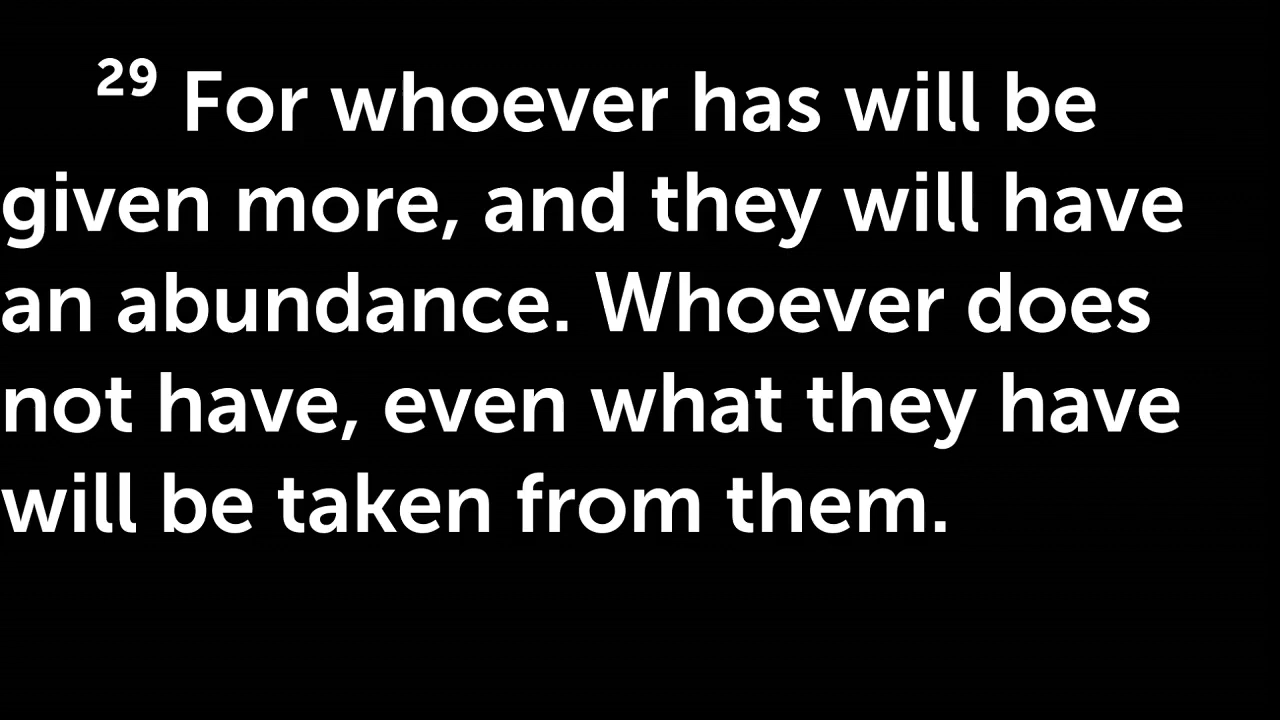 29 For whoever has will be
given more, and they will have
an abundance. Whoever does
not have, even what they have
will be taken from them.